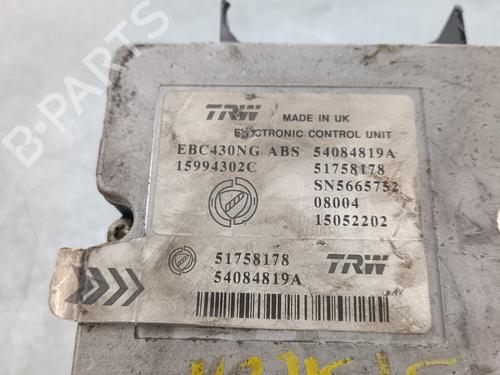 TRW MADE IN UK
ELECTRONIC CONTROL UNIT
EBC430NG ABS 54084819A
15994302C 51758178
SN5665752
08004
15052202
51758178
54084819A TRW
B-Parts